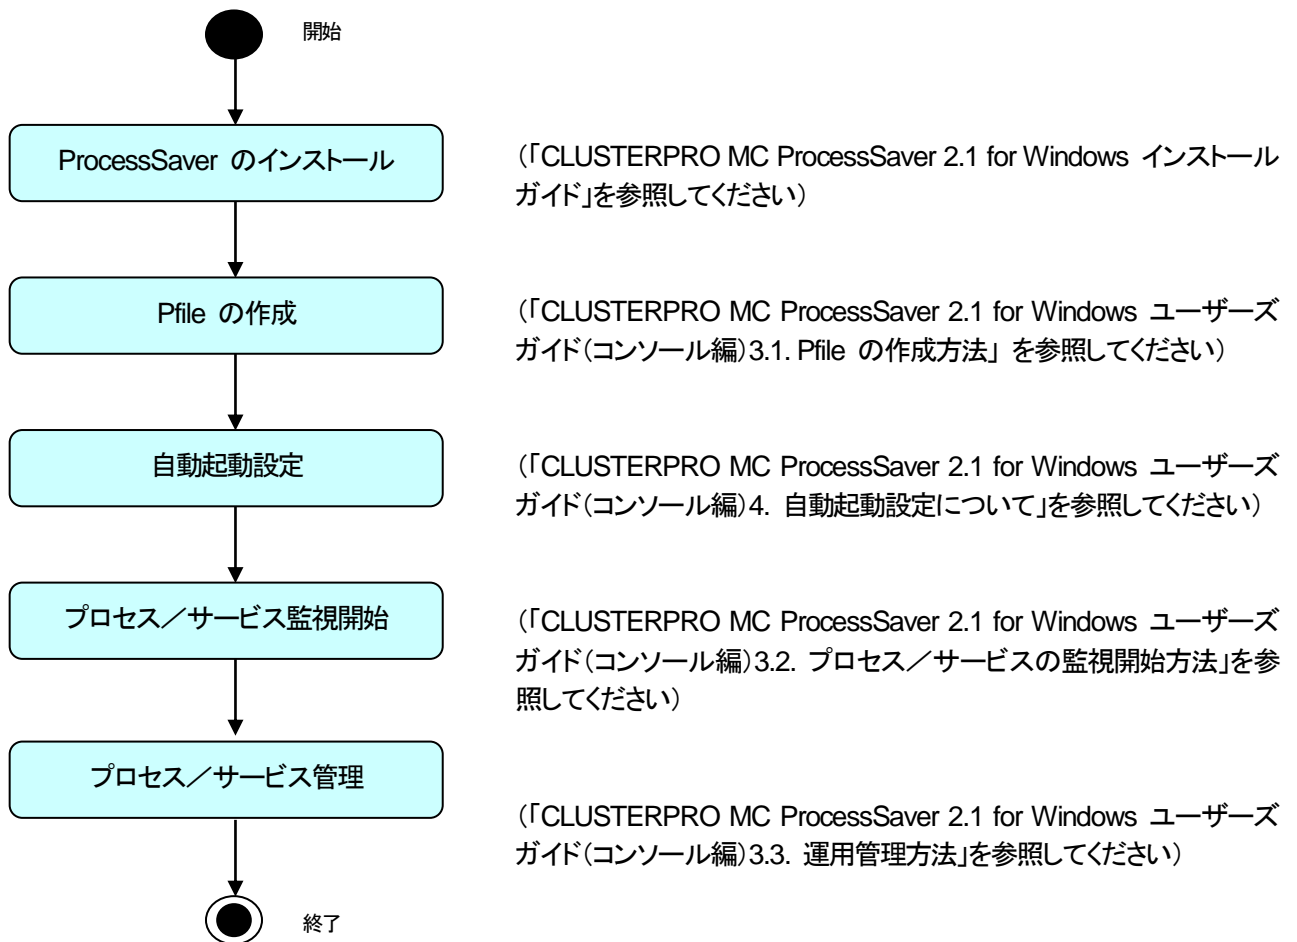 開始
ProcessSaver のインストール
（「CLUSTERPRO MC ProcessSaver 2.1 for Windows インストール
ガイド」を参照してください）
Pfile の作成
（「CLUSTERPRO MC ProcessSaver 2.1 for Windows ユーザーズ
ガイド（コンソール編）3.1. Pfile の作成方法」 を参照してください）
自動起動設定
（「CLUSTERPRO MC ProcessSaver 2.1 for Windows ユーザーズ
ガイド（コンソール編）4. 自動起動設定について」を参照してください）
プロセス／サービス監視開始
（「CLUSTERPRO MC ProcessSaver 2.1 for Windows ユーザーズ
ガイド（コンソール編）3.2. プロセス／サービスの監視開始方法」を参
照してください）
プロセス／サービス管理
（「CLUSTERPRO MC ProcessSaver 2.1 for Windows ユーザーズ
ガイド（コンソール編）3.3. 運用管理方法」を参照してください）
終了